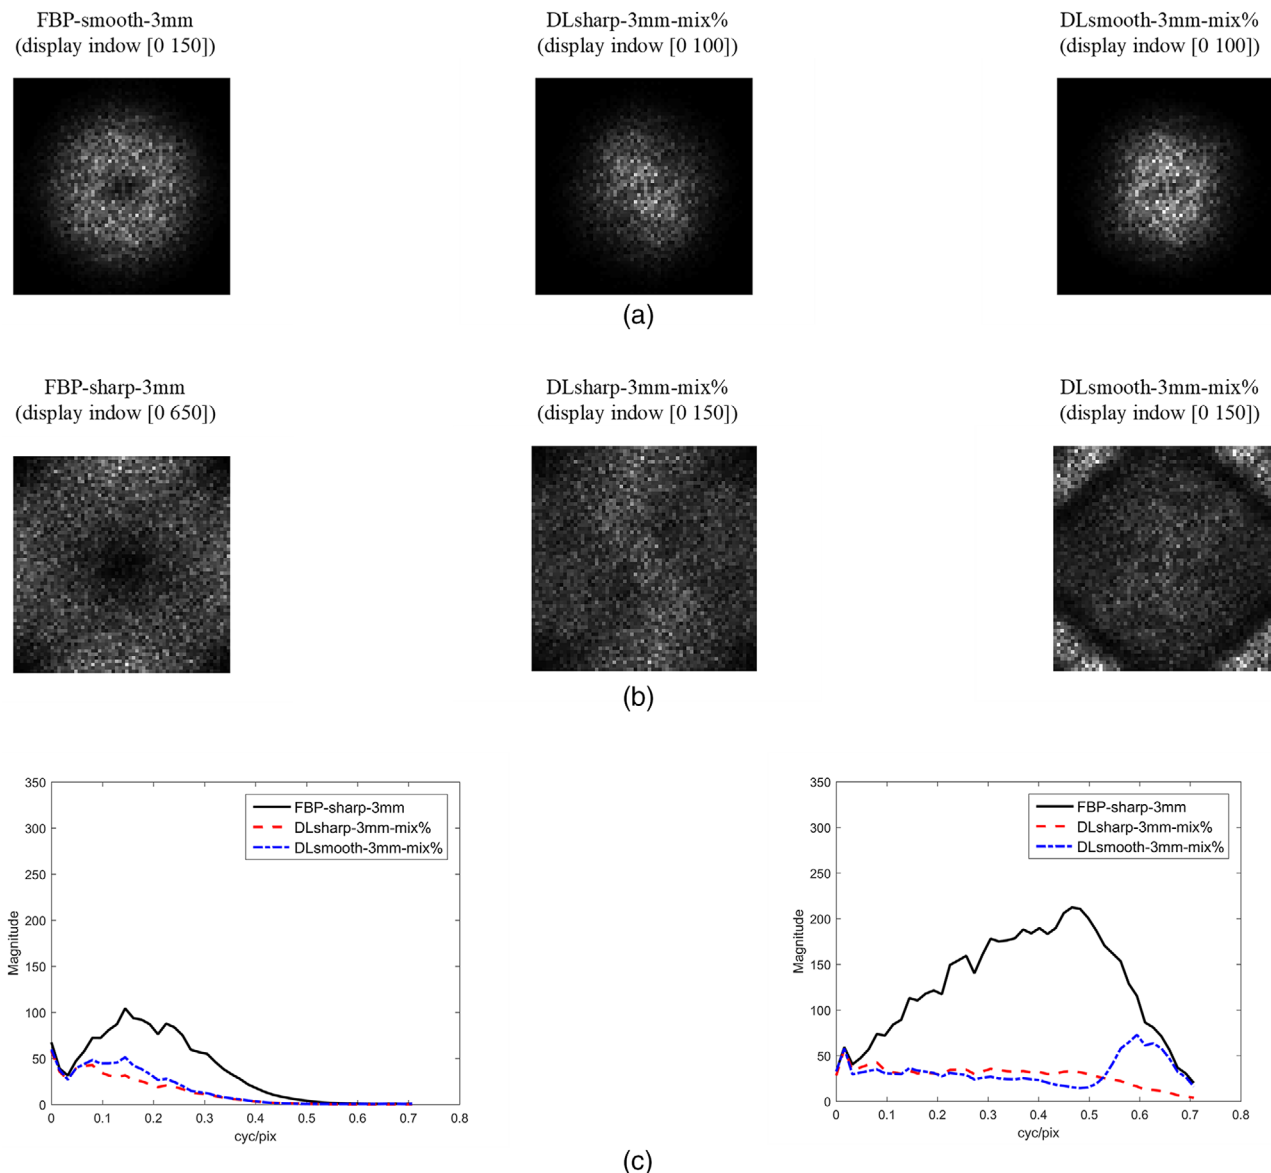 FBP-smooth-3mm
(display indow [0 150])
DLsharp-3mm-mix%
(display indow [0 100])
DLsmooth-3mm-mix%
(display indow [0 100])
(a)
FBP-sharp-3mm
(display indow [0 650])
DLsharp-3mm-mix%
(display indow [0 150])
DLsmooth-3mm-mix%
(display indow [0 150])
(b)
350
300
250
200
150
100
50
0
Magnitude
FBP-sharp-3mm
DLsharp-3mm-mix%
DLsmooth-3mm-mix%
0 0.1 0.2 0.3 0.4 0.5 0.6 0.7 0.8
cyc/pix
350
300
250
200
150
100
50
0
Magnitude
FBP-sharp-3mm
DLsharp-3mm-mix%
DLsmooth-3mm-mix%
0 0.1 0.2 0.3 0.4 0.5 0.6 0.7 0.8
cyc/pix
(c)